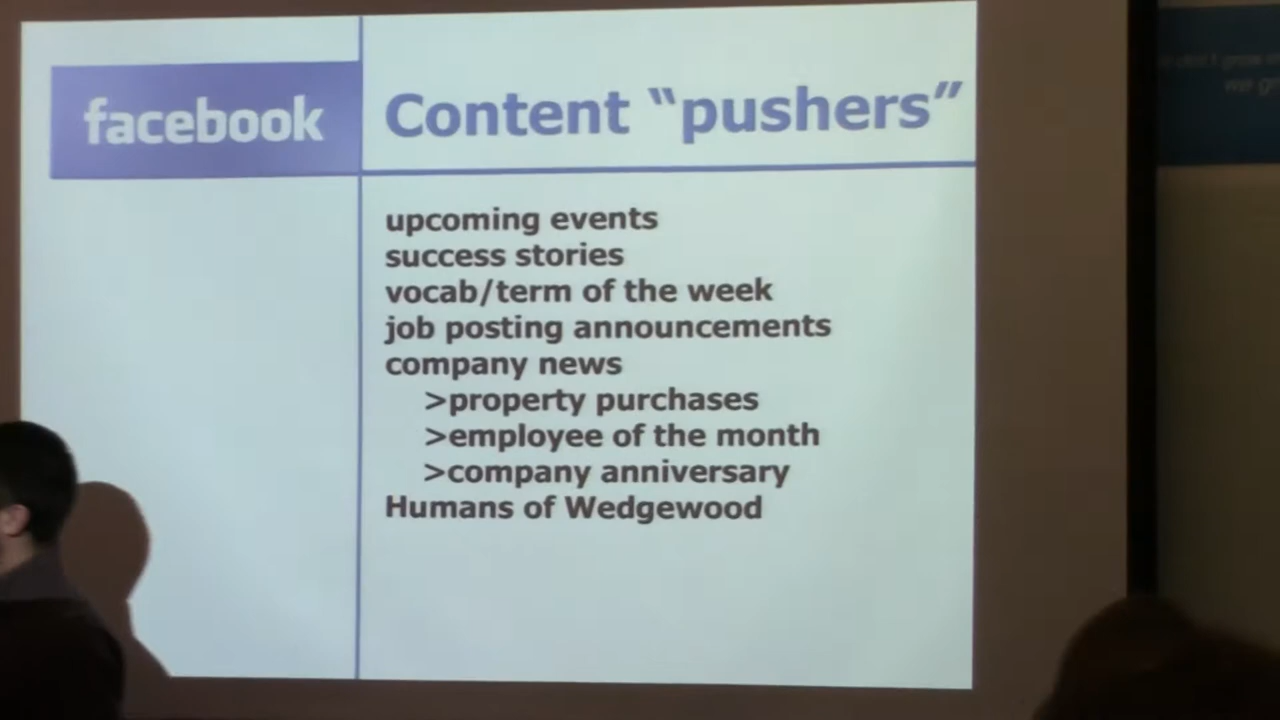 facebook
Content “pushers”
upcoming events
success stories
vocab/term of the week
job posting announcements
company news
>property purchases
>employee of the month
>company anniversary
Humans of Wedgewood